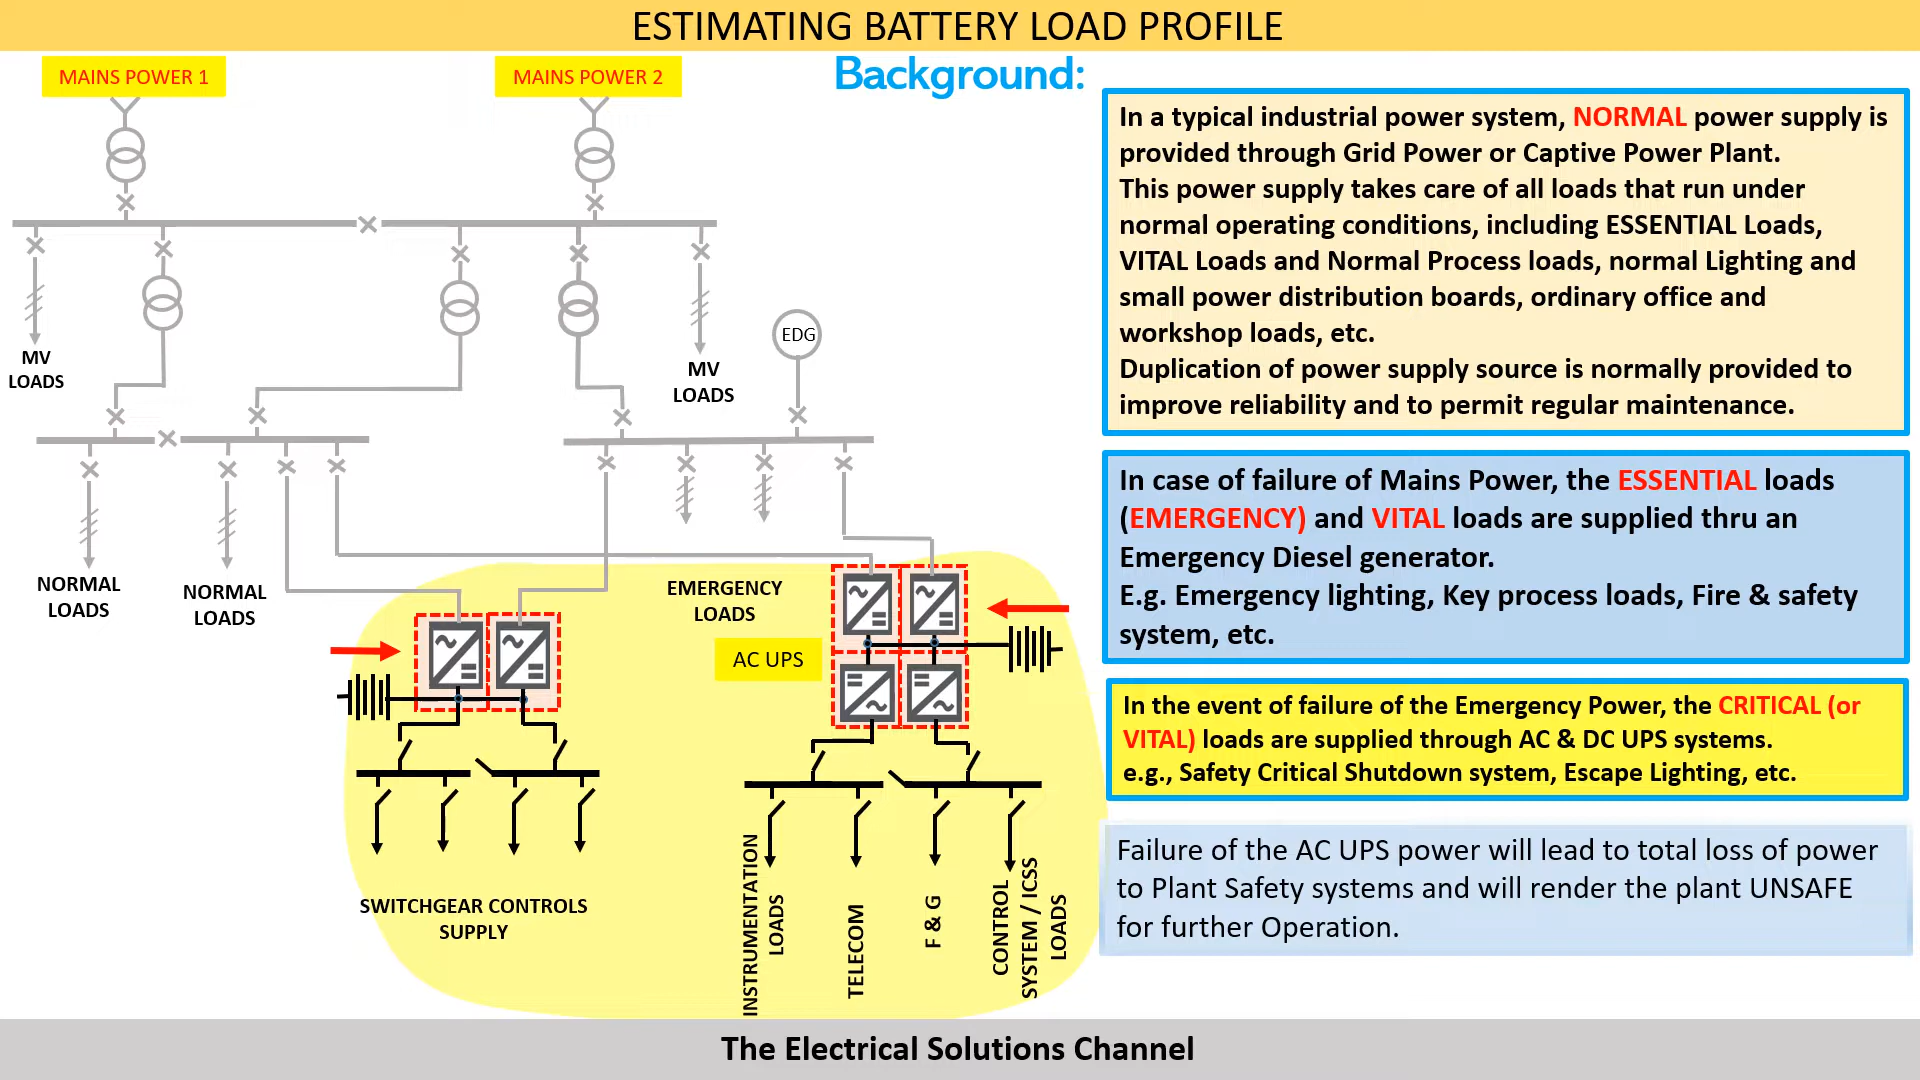 ESTIMATING BATTERY LOAD PROFILE
MAINS POWER 1
MAINS POWER 2
Background:
In a typical industrial power system, NORMAL power supply is
provided through Grid Power or Captive Power Plant.
This power supply takes care of all loads that run under
normal operating conditions, including ESSENTIAL Loads,
VITAL Loads and Normal Process loads, normal Lighting and
small power distribution boards, ordinary office and
workshop loads, etc.
Duplication of power supply source is normally provided to
improve reliability and to permit regular maintenance.
EDG
MV
LOADS
MV
LOADS
In case of failure of Mains Power, the ESSENTIAL loads
(EMERGENCY) and VITAL loads are supplied thru an
Emergency Diesel generator.
E.g. Emergency lighting, Key process loads, Fire & safety
system, etc.
NORMAL
LOADS
NORMAL
LOADS
EMERGENCY
LOADS
AC UPS
In the event of failure of the Emergency Power, the CRITICAL (or
VITAL) loads are supplied through AC & DC UPS systems.
e.g., Safety Critical Shutdown system, Escape Lighting, etc.
Failure of the AC UPS power will lead to total loss of power
to Plant Safety systems and will render the plant UNSAFE
for further Operation.
SWITCHGEAR CONTROLS
SUPPLY
INSTRUMENTATION
LOADS
TELECOM
F & G
CONTROL
SYSTEM / ICSS
LOADS
The Electrical Solutions Channel